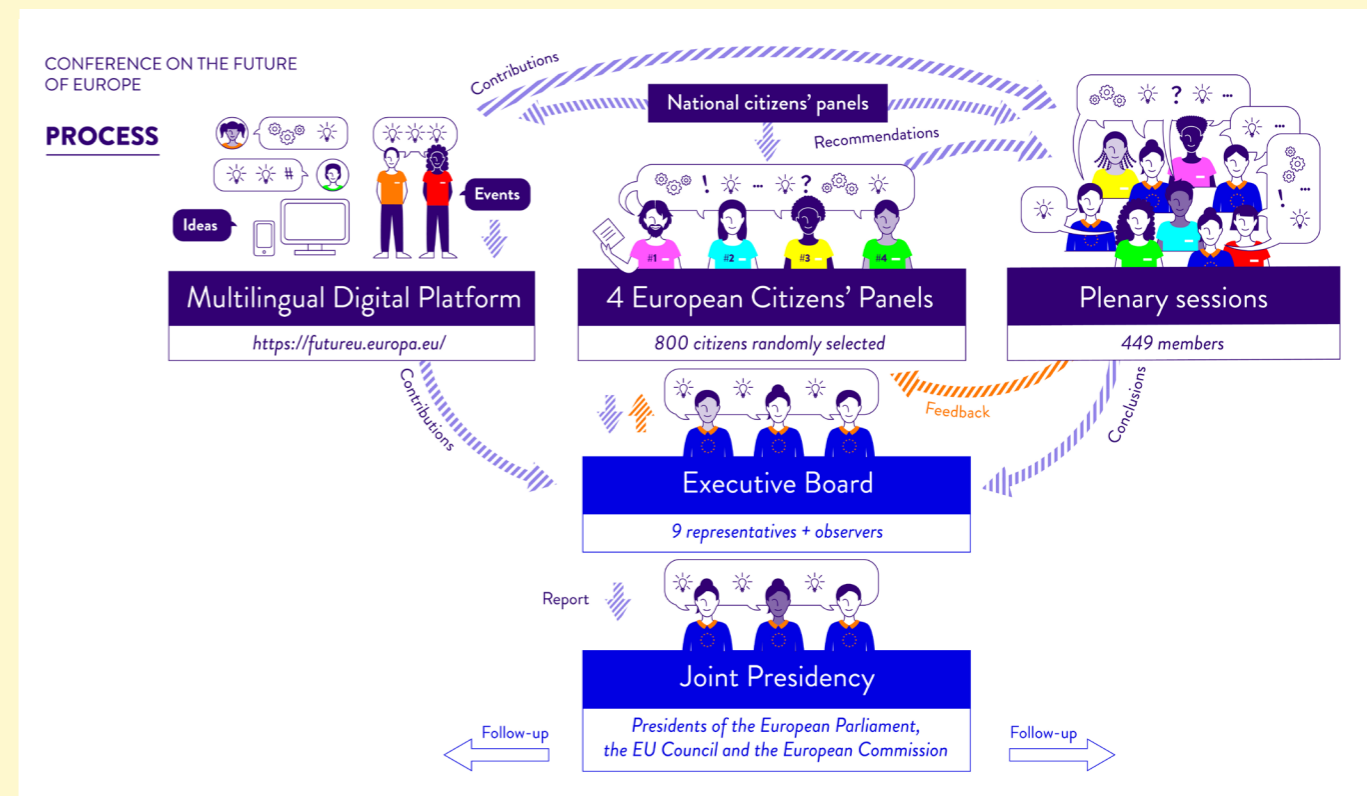 CONFERENCE ON THE FUTURE
OF EUROPE
PROCESS
Contributions
National citizens' panels
Recommendations
Ideas
Events
#
? ...
...
! ...
! ... ?
#1
#2
#3
#4
Multilingual Digital Platform
https://futureu.europa.eu/
4 European Citizens' Panels
800 citizens randomly selected
Plenary sessions
449 members
Contributions
Feedback
Conclusions
Executive Board
9 representatives + observers
Report
Joint Presidency
Presidents of the European Parliament,
the EU Council and the European Commission
Follow-up
Follow-up